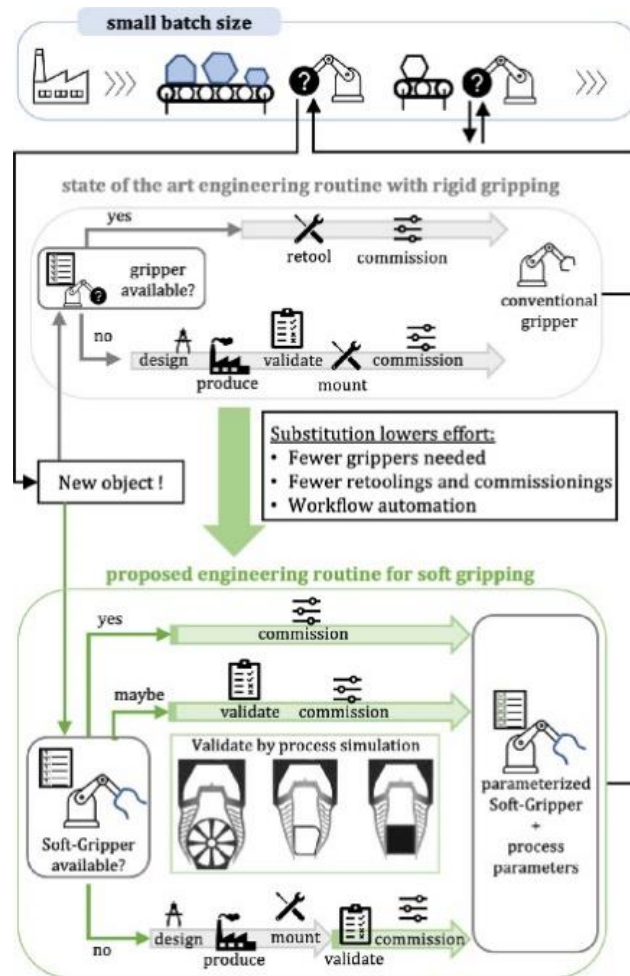 small batch size
?
?
state of the art engineering routine with rigid gripping
yes
retool
commission
gripper
available?
?
conventional
gripper
no
design
validate
commission
produce
mount
Substitution lowers effort:
• Fewer grippers needed
• Fewer retoolings and commissionings
• Workflow automation
New object !
proposed engineering routine for soft gripping
yes
commission
maybe
validate
commission
Validate by process simulation
Soft-Gripper
available?
parameterized
Soft-Gripper
+
process
parameters
no
design
mount
commission
produce
validate